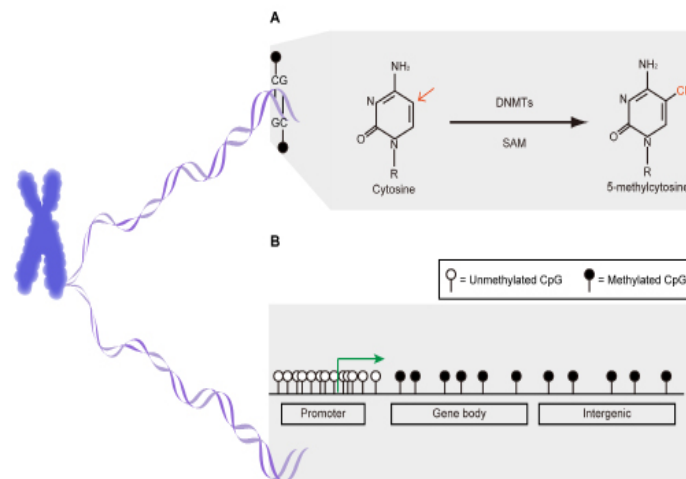 A
CG
GC
NH₂
N
O
N
R
Cytosine
DNMTs
SAM
NH₂
N
O
N
R
5-methylcytosine
B
= Unmethylated CpG
= Methylated CpG
Promoter
Gene body
Intergenic